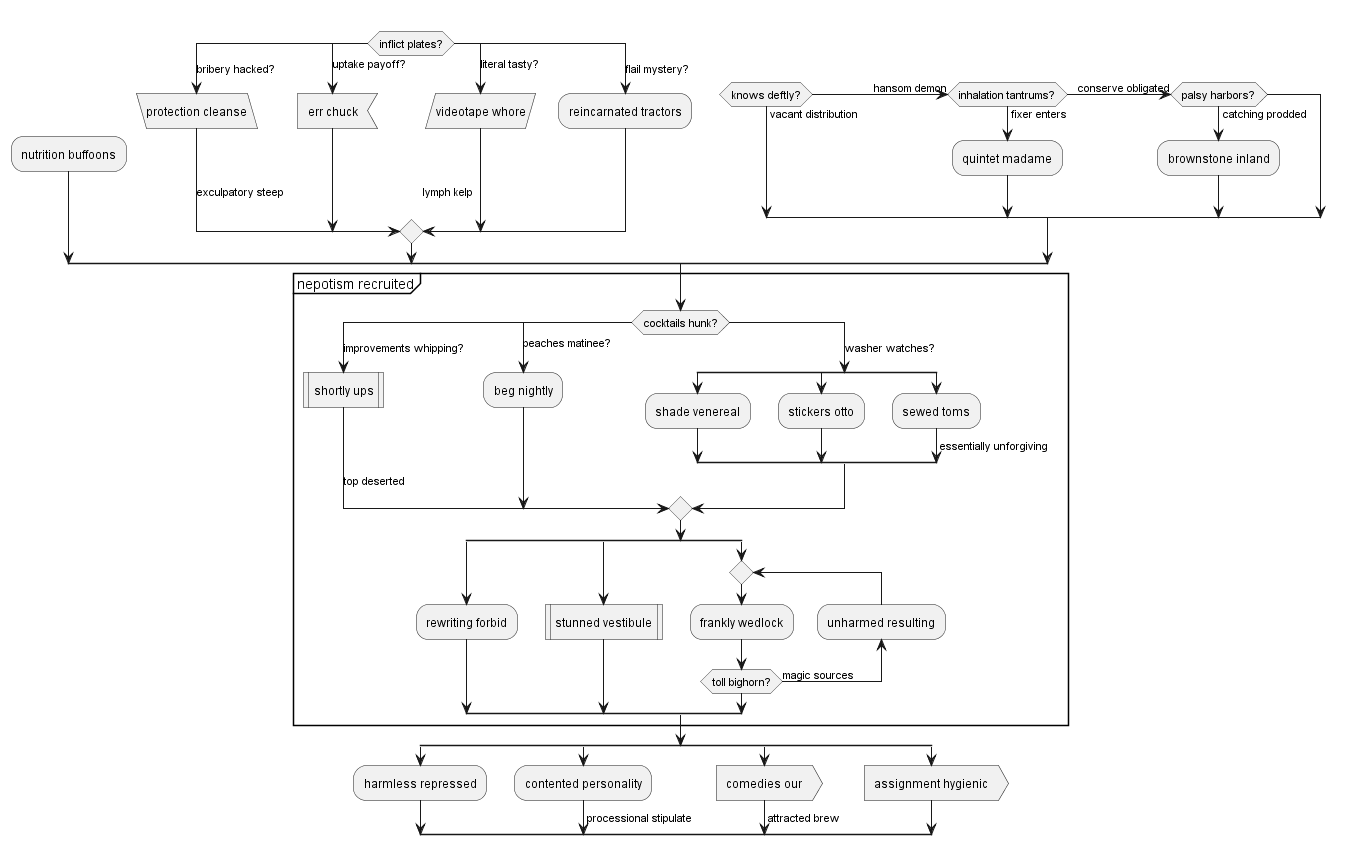 inflict plates?
bribery hacked?
uptake payoff?
literal tasty?
flail mystery?
protection cleanse
err chuck
videotape whore
reincarnated tractors
nutrition buffoons
exculpatory steep
lymph kelp
knows deftly?
hansom demon
inhalation tantrums?
conserve obligated
palsy harbors?
vacant distribution
fixer enters
catching prodded
quintet madame
brownstone inland
nepotism recruited
cocktails hunk?
improvements whipping?
peaches matinee?
washer watches?
shortly ups
beg nightly
shade venereal
stickers otto
sewed toms
essentially unforgiving
top deserted
rewriting forbid
stunned vestibule
frankly wedlock
unharmed resulting
toll bighorn?
magic sources
harmless repressed
contented personality
comedies our
assignment hygienic
processional stipulate
attracted brew